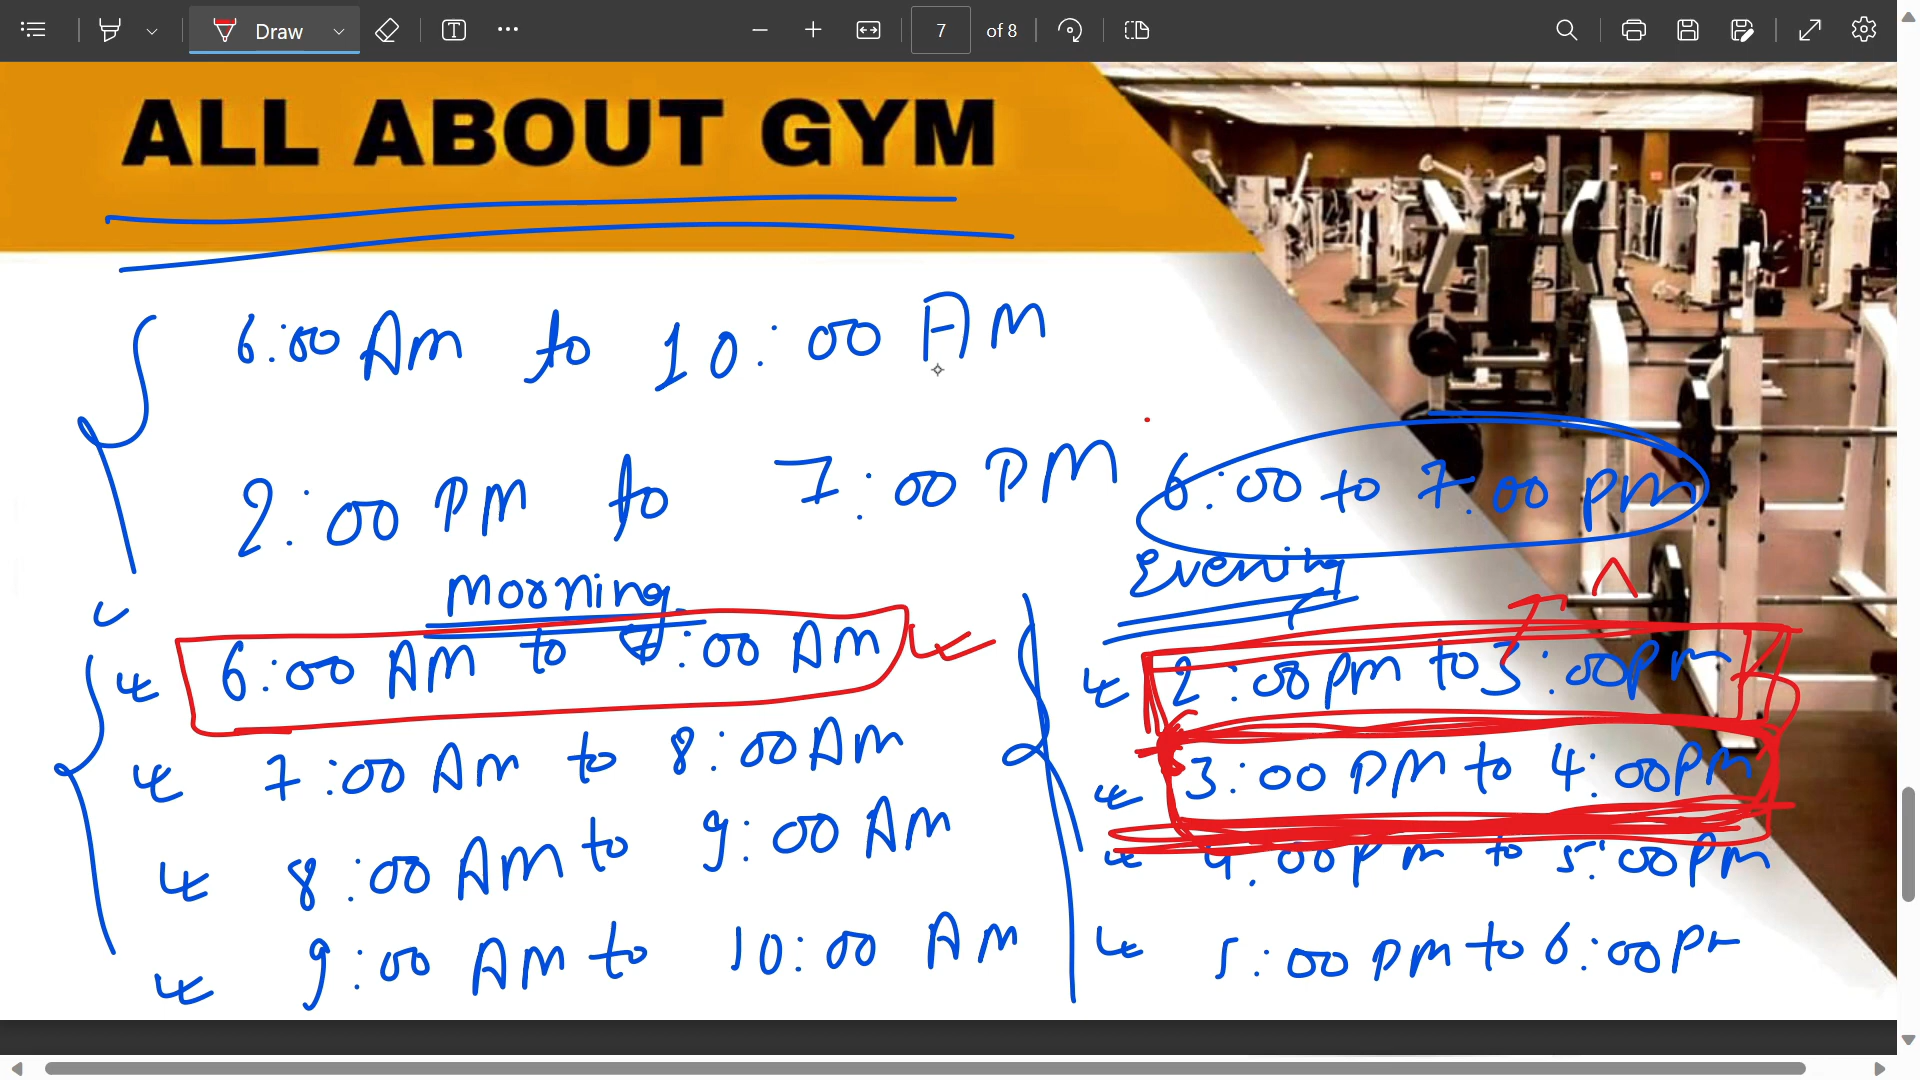 Draw
7 of 8
ALL ABOUT GYM
6:00 AM to 10:00 AM
2:00 PM to 7:00 PM
6:00 to 7:00 pm
Morning
6:00 AM to 7:00 AM
7:00 AM to 8:00 AM
8:00 AM to 9:00 AM
9:00 AM to 10:00 AM
Evening
2:00 pm to 3:00 pm
3:00 PM to 4:00 PM
4:00 pm to 5:00 Pm
5:00 PM to 6:00 PM